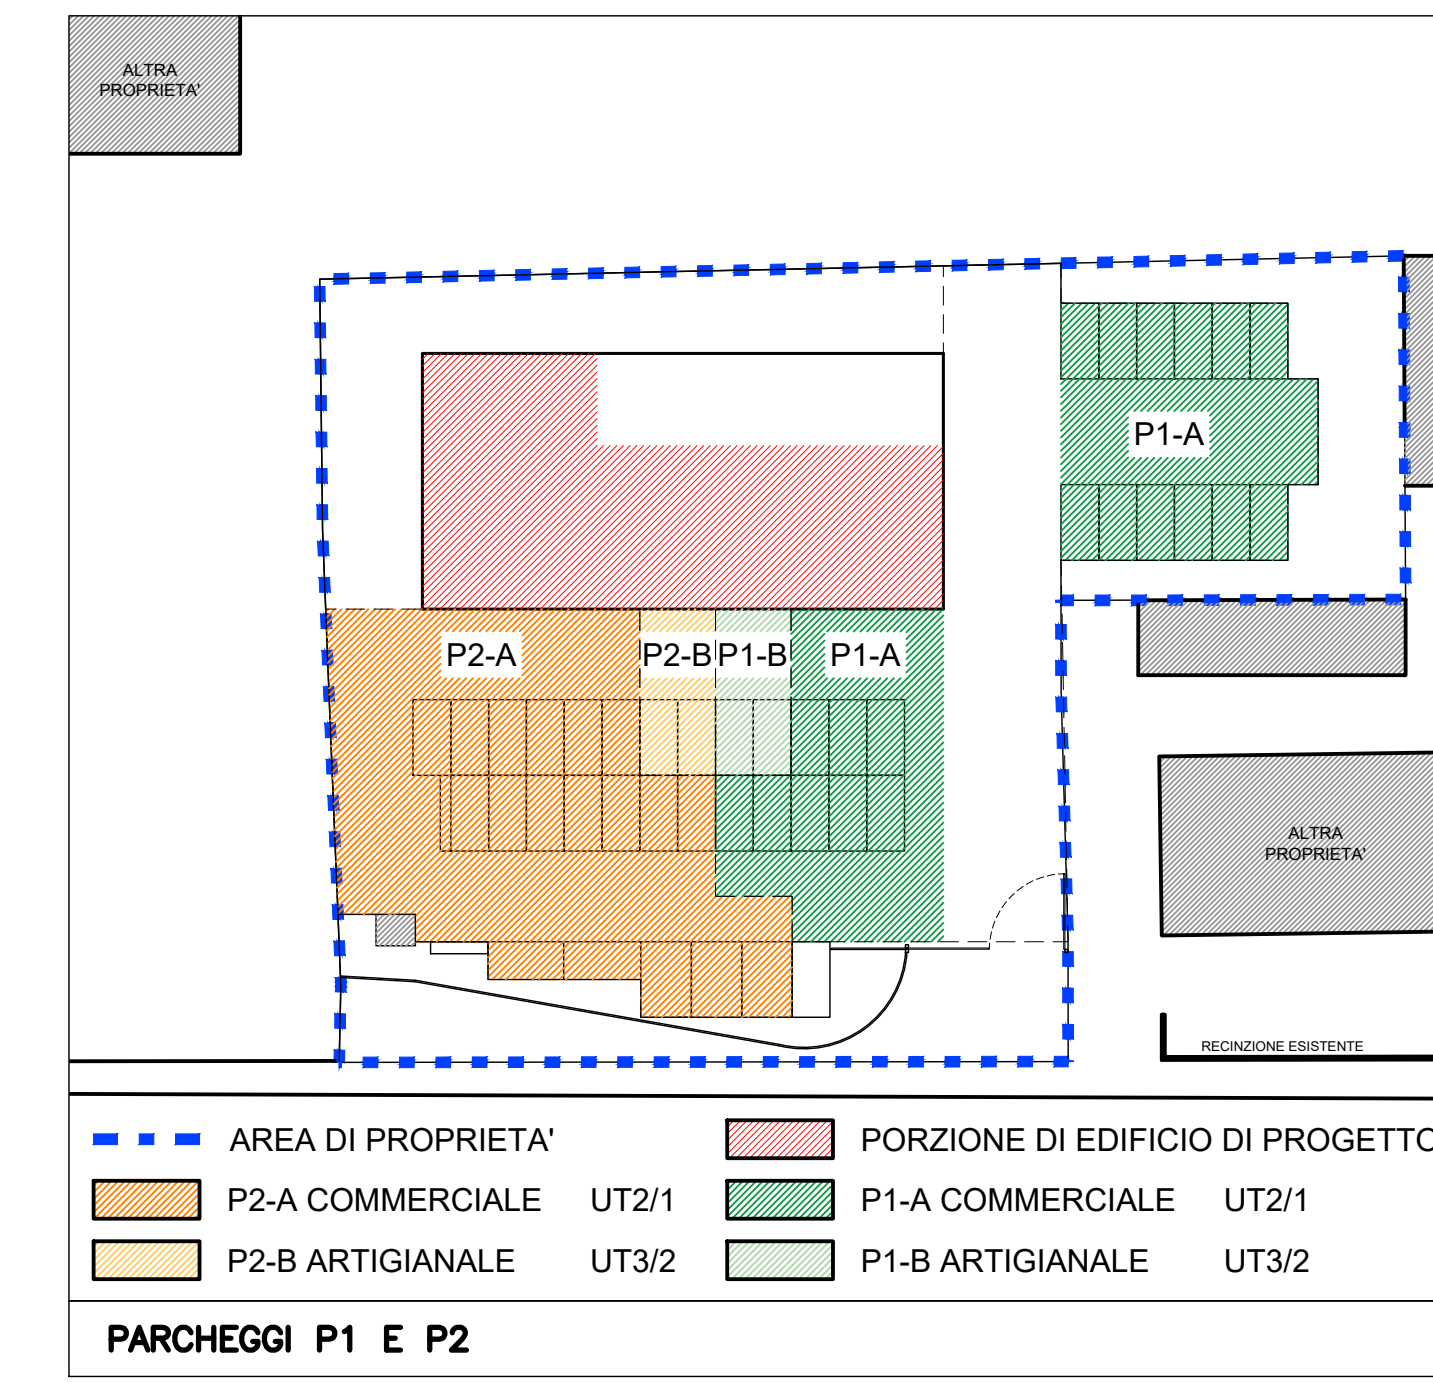 ALTRA
PROPRIETA'
P1-A
P2-A
P2-B
P1-B
P1-A
ALTRA
PROPRIETA'
RECINZIONE ESISTENTE
AREA DI PROPRIETA'
PORZIONE DI EDIFICIO DI PROGETTO
P2-A COMMERCIALE UT2/1
P1-A COMMERCIALE UT2/1
P2-B ARTIGIANALE UT3/2
P1-B ARTIGIANALE UT3/2
PARCHEGGI P1 E P2